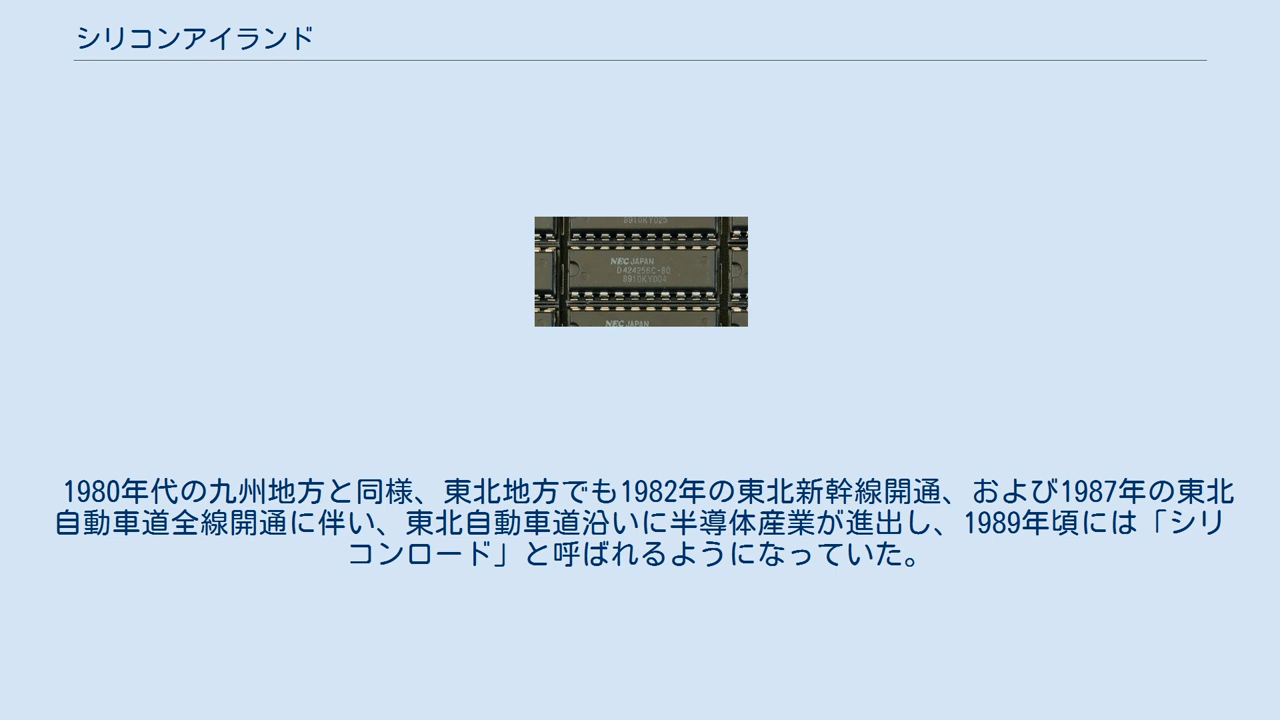 シリコンアイランド
NEC JAPAN
D424256C-80
8910KY004
NEC JAPAN
1980年代の九州地方と同様、東北地方でも1982年の東北新幹線開通、および1987年の東北
自動車道全線開通に伴い、東北自動車道沿いに半導体産業が進出し、1989年頃には「シリ
コンロード」と呼ばれるようになっていた。